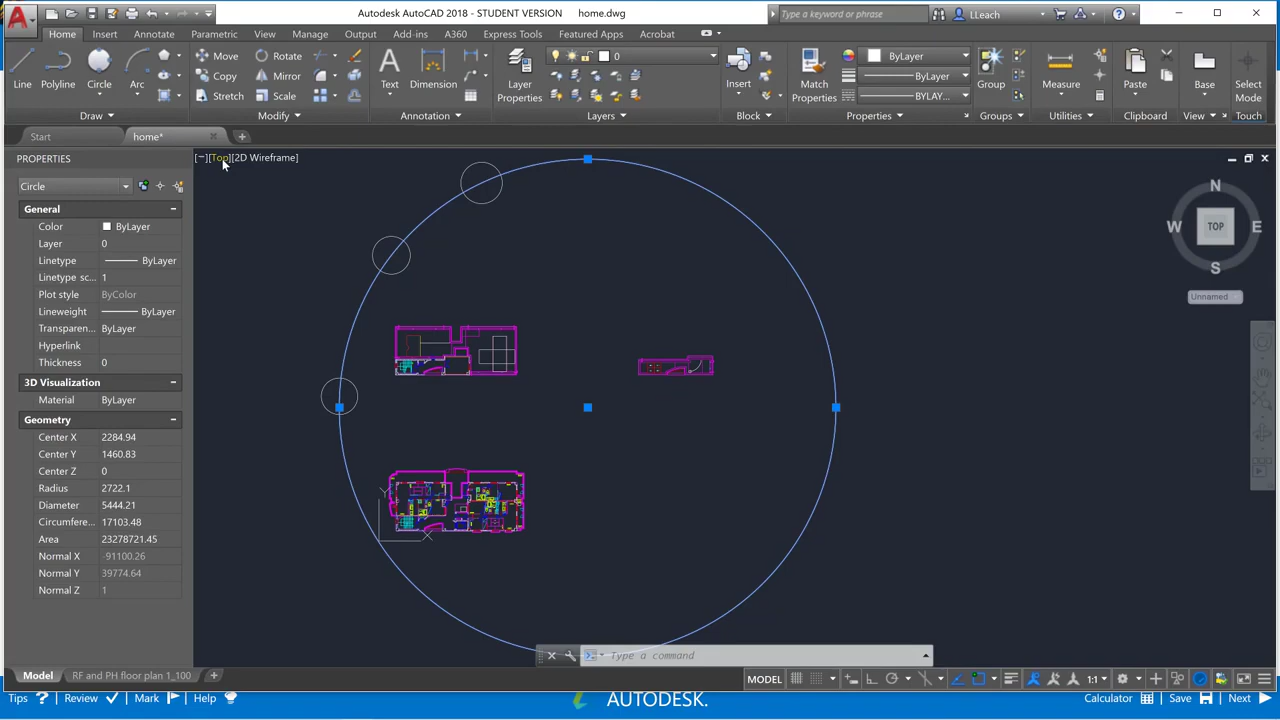 Autodesk AutoCAD 2018 - STUDENT VERSION home.dwg
Type a keyword or phrase
LLeach
Home Insert Annotate Parametric View Manage Output Add-ins A360 Express Tools Featured Apps Acrobat
Move Rotate
Copy Mirror
Stretch Scale
Line Polyline Circle Arc
Text Dimension
Layer Properties
0
Insert
Match Properties
ByLayer
ByLayer
BYLAY...
Group
Measure
Paste
Base
Select Mode
Draw Modify Annotation Layers Block Properties Groups Utilities Clipboard View Touch
Start home*
PROPERTIES
[−][Top][2D Wireframe]
Circle
General
Color ByLayer
Layer 0
Linetype ByLayer
Linetype sc... 1
Plot style ByColor
Lineweight ByLayer
Transparen... ByLayer
Hyperlink
Thickness 0
3D Visualization
Material ByLayer
Geometry
Center X 2284.94
Center Y 1460.83
Center Z 0
Radius 2722.1
Diameter 5444.21
Circumfere... 17103.48
Area 23278721.45
Normal X -91100.26
Normal Y 39774.64
Normal Z 1
N
W TOP E
S
Unnamed
Y
X
Type a command
Model RF and PH floor plan 1_100
MODEL
1:1
Tips Review Mark Help
AUTODESK.
Calculator Save Next